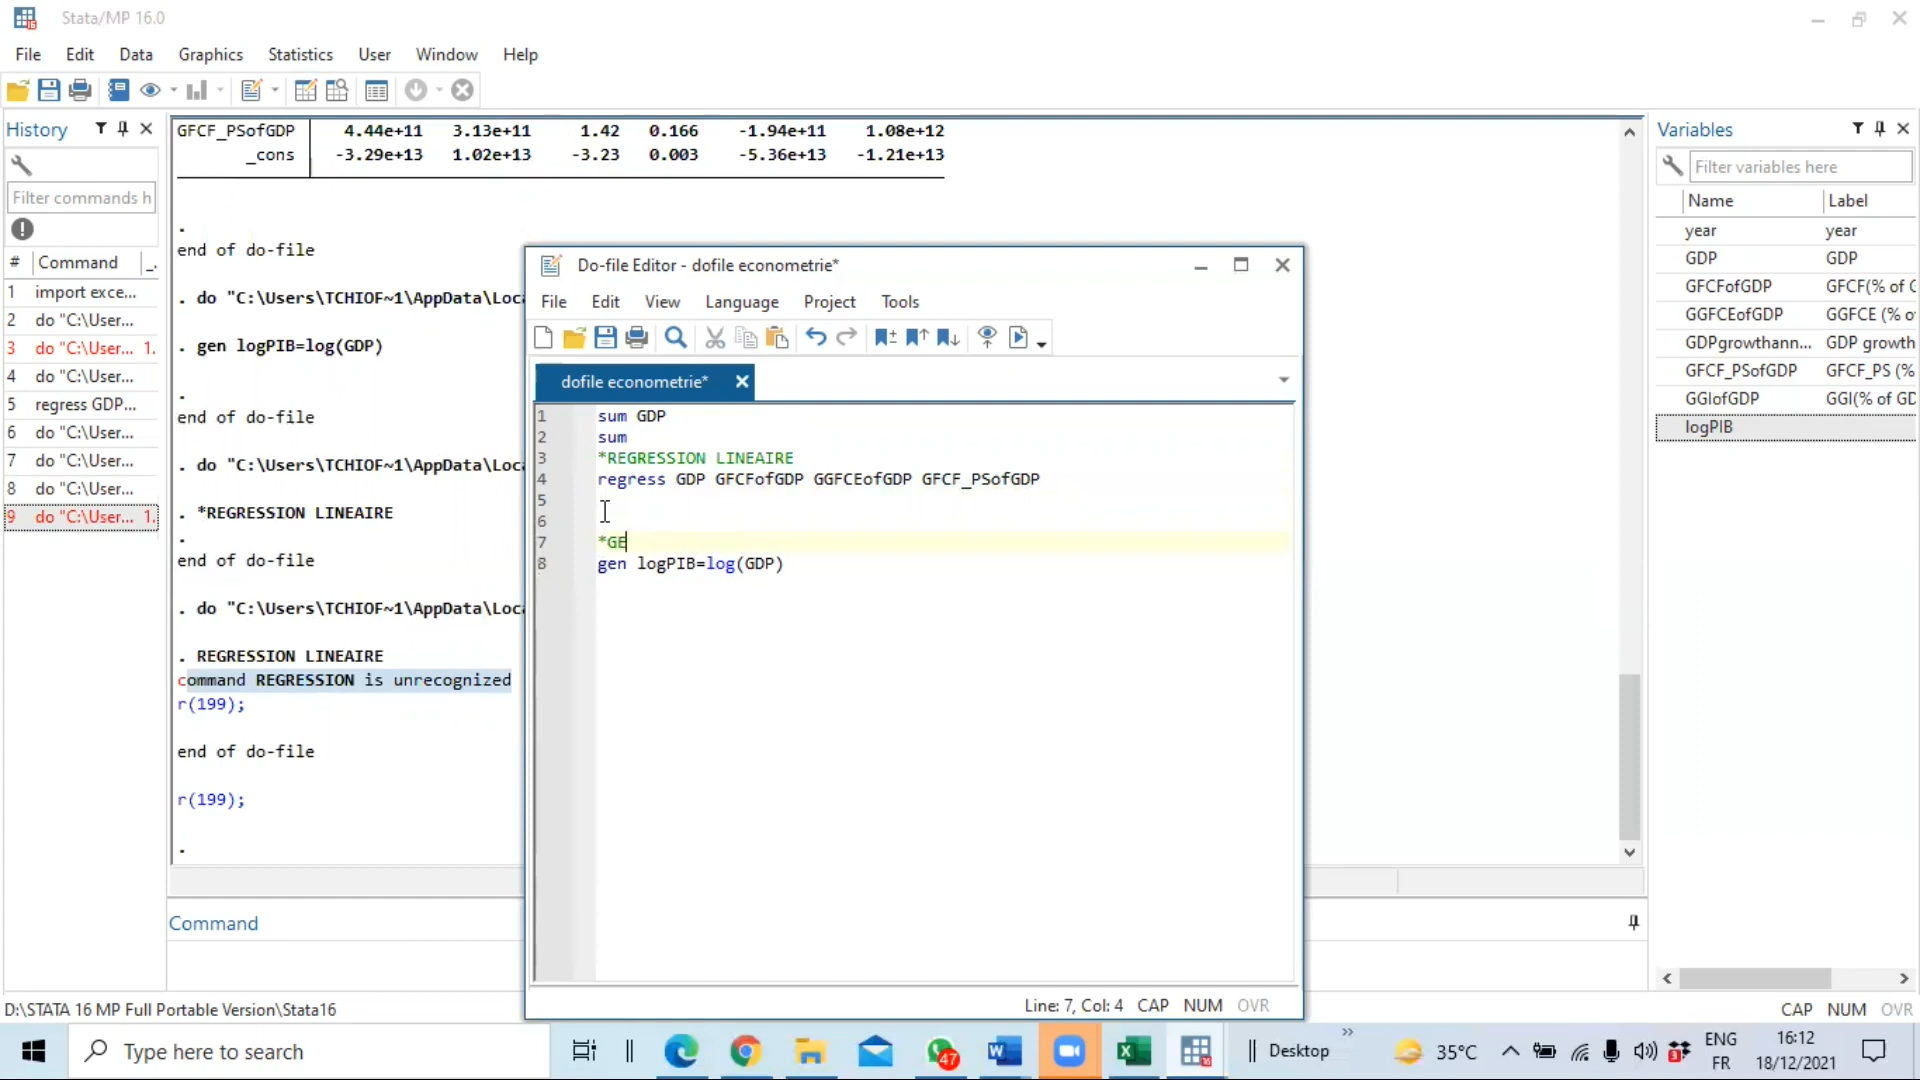 Stata/MP 16.0
File Edit Data Graphics Statistics User Window Help
History
Filter commands h
# Command
1 import exce...
2 do "C:\User...
3 do "C:\User... 1.
4 do "C:\User...
5 regress GDP...
6 do "C:\User...
7 do "C:\User...
8 do "C:\User...
9 do "C:\User... 1.
GFCF_PSofGDP 4.44e+11 3.13e+11 1.42 0.166 -1.94e+11 1.08e+12
_cons -3.29e+13 1.02e+13 -3.23 0.003 -5.36e+13 -1.21e+13
.
end of do-file
. do "C:\Users\TCHIOF~1\AppData\Loca
. gen logPIB=log(GDP)
.
end of do-file
. do "C:\Users\TCHIOF~1\AppData\Loca
. *REGRESSION LINEAIRE
.
end of do-file
. do "C:\Users\TCHIOF~1\AppData\Loca
. REGRESSION LINEAIRE
command REGRESSION is unrecognized
r(199);
end of do-file
r(199);
.
Command
Do-file Editor - dofile econometrie*
File Edit View Language Project Tools
dofile econometrie*
1 sum GDP
2 sum
3 *REGRESSION LINEAIRE
4 regress GDP GFCFofGDP GGFCEofGDP GFCF_PSofGDP
5
6
7 *GE
8 gen logPIB=log(GDP)
Line: 7, Col: 4 CAP NUM OVR
Variables
Filter variables here
Name Label
year year
GDP GDP
GFCFofGDP GFCF(% of G
GGFCEofGDP GGFCE (% o
GDPgrowthann... GDP growth
GFCF_PSofGDP GFCF_PS (%
GGIofGDP GGI(% of GD
logPIB
D:\STATA 16 MP Full Portable Version\Stata16
CAP NUM OVR
Type here to search
47
Desktop
35°C
3
ENG
FR
16:12
18/12/2021